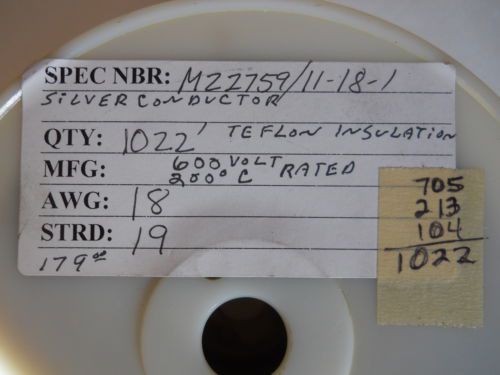 SPEC NBR: M22759/11-18-1
SILVER CONDUCTOR
QTY: 1022' TEFLON INSULATION
MFG: 600 VOLT RATED
200°C
AWG: 18
STRD: 19
179.00
705
213
104
1022